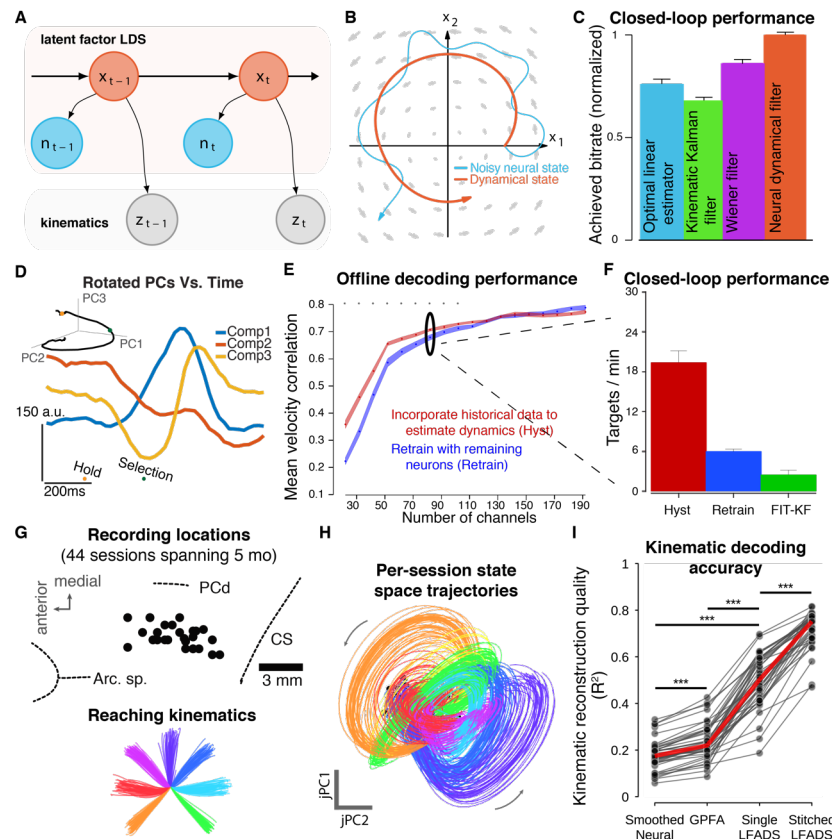 A
latent factor LDS
x t – 1
x t
n t – 1
n t
kinematics
z t – 1
z t
B
x2
x1
Noisy neural state
Dynamical state
C
Closed-loop performance
Achieved bitrate (normalized)
1
0.5
0
Optimal linear
estimator
Kinematic Kalman
filter
Wiener filter
Neural dynamical filter
D
Rotated PCs Vs. Time
PC3
PC1
PC2
Comp1
Comp2
Comp3
150 a.u.
Hold
Selection
200ms
E
Offline decoding performance
Mean velocity correlation
0.8
0.7
0.6
0.5
0.4
0.3
0.2
0.1
Incorporate historical data to
estimate dynamics (Hyst)
Retrain with remaining
neurons (Retrain)
30 50 70 90 110 130 150 170 190
Number of channels
F
Closed-loop performance
Targets / min
30
24
18
12
6
0
Hyst Retrain FIT-KF
G
Recording locations
(44 sessions spanning 5 mo)
anterior
medial
PCd
CS
Arc. sp.
3 mm
Reaching kinematics
H
Per-session state
space trajectories
jPC1
jPC2
I
Kinematic decoding
accuracy
Kinematic reconstruction quality
(R2)
1
0.8
0.6
0.4
0.2
0
***
***
***
***
Smoothed
Neural
GPFA
Single
LFADS
Stitched
LFADS